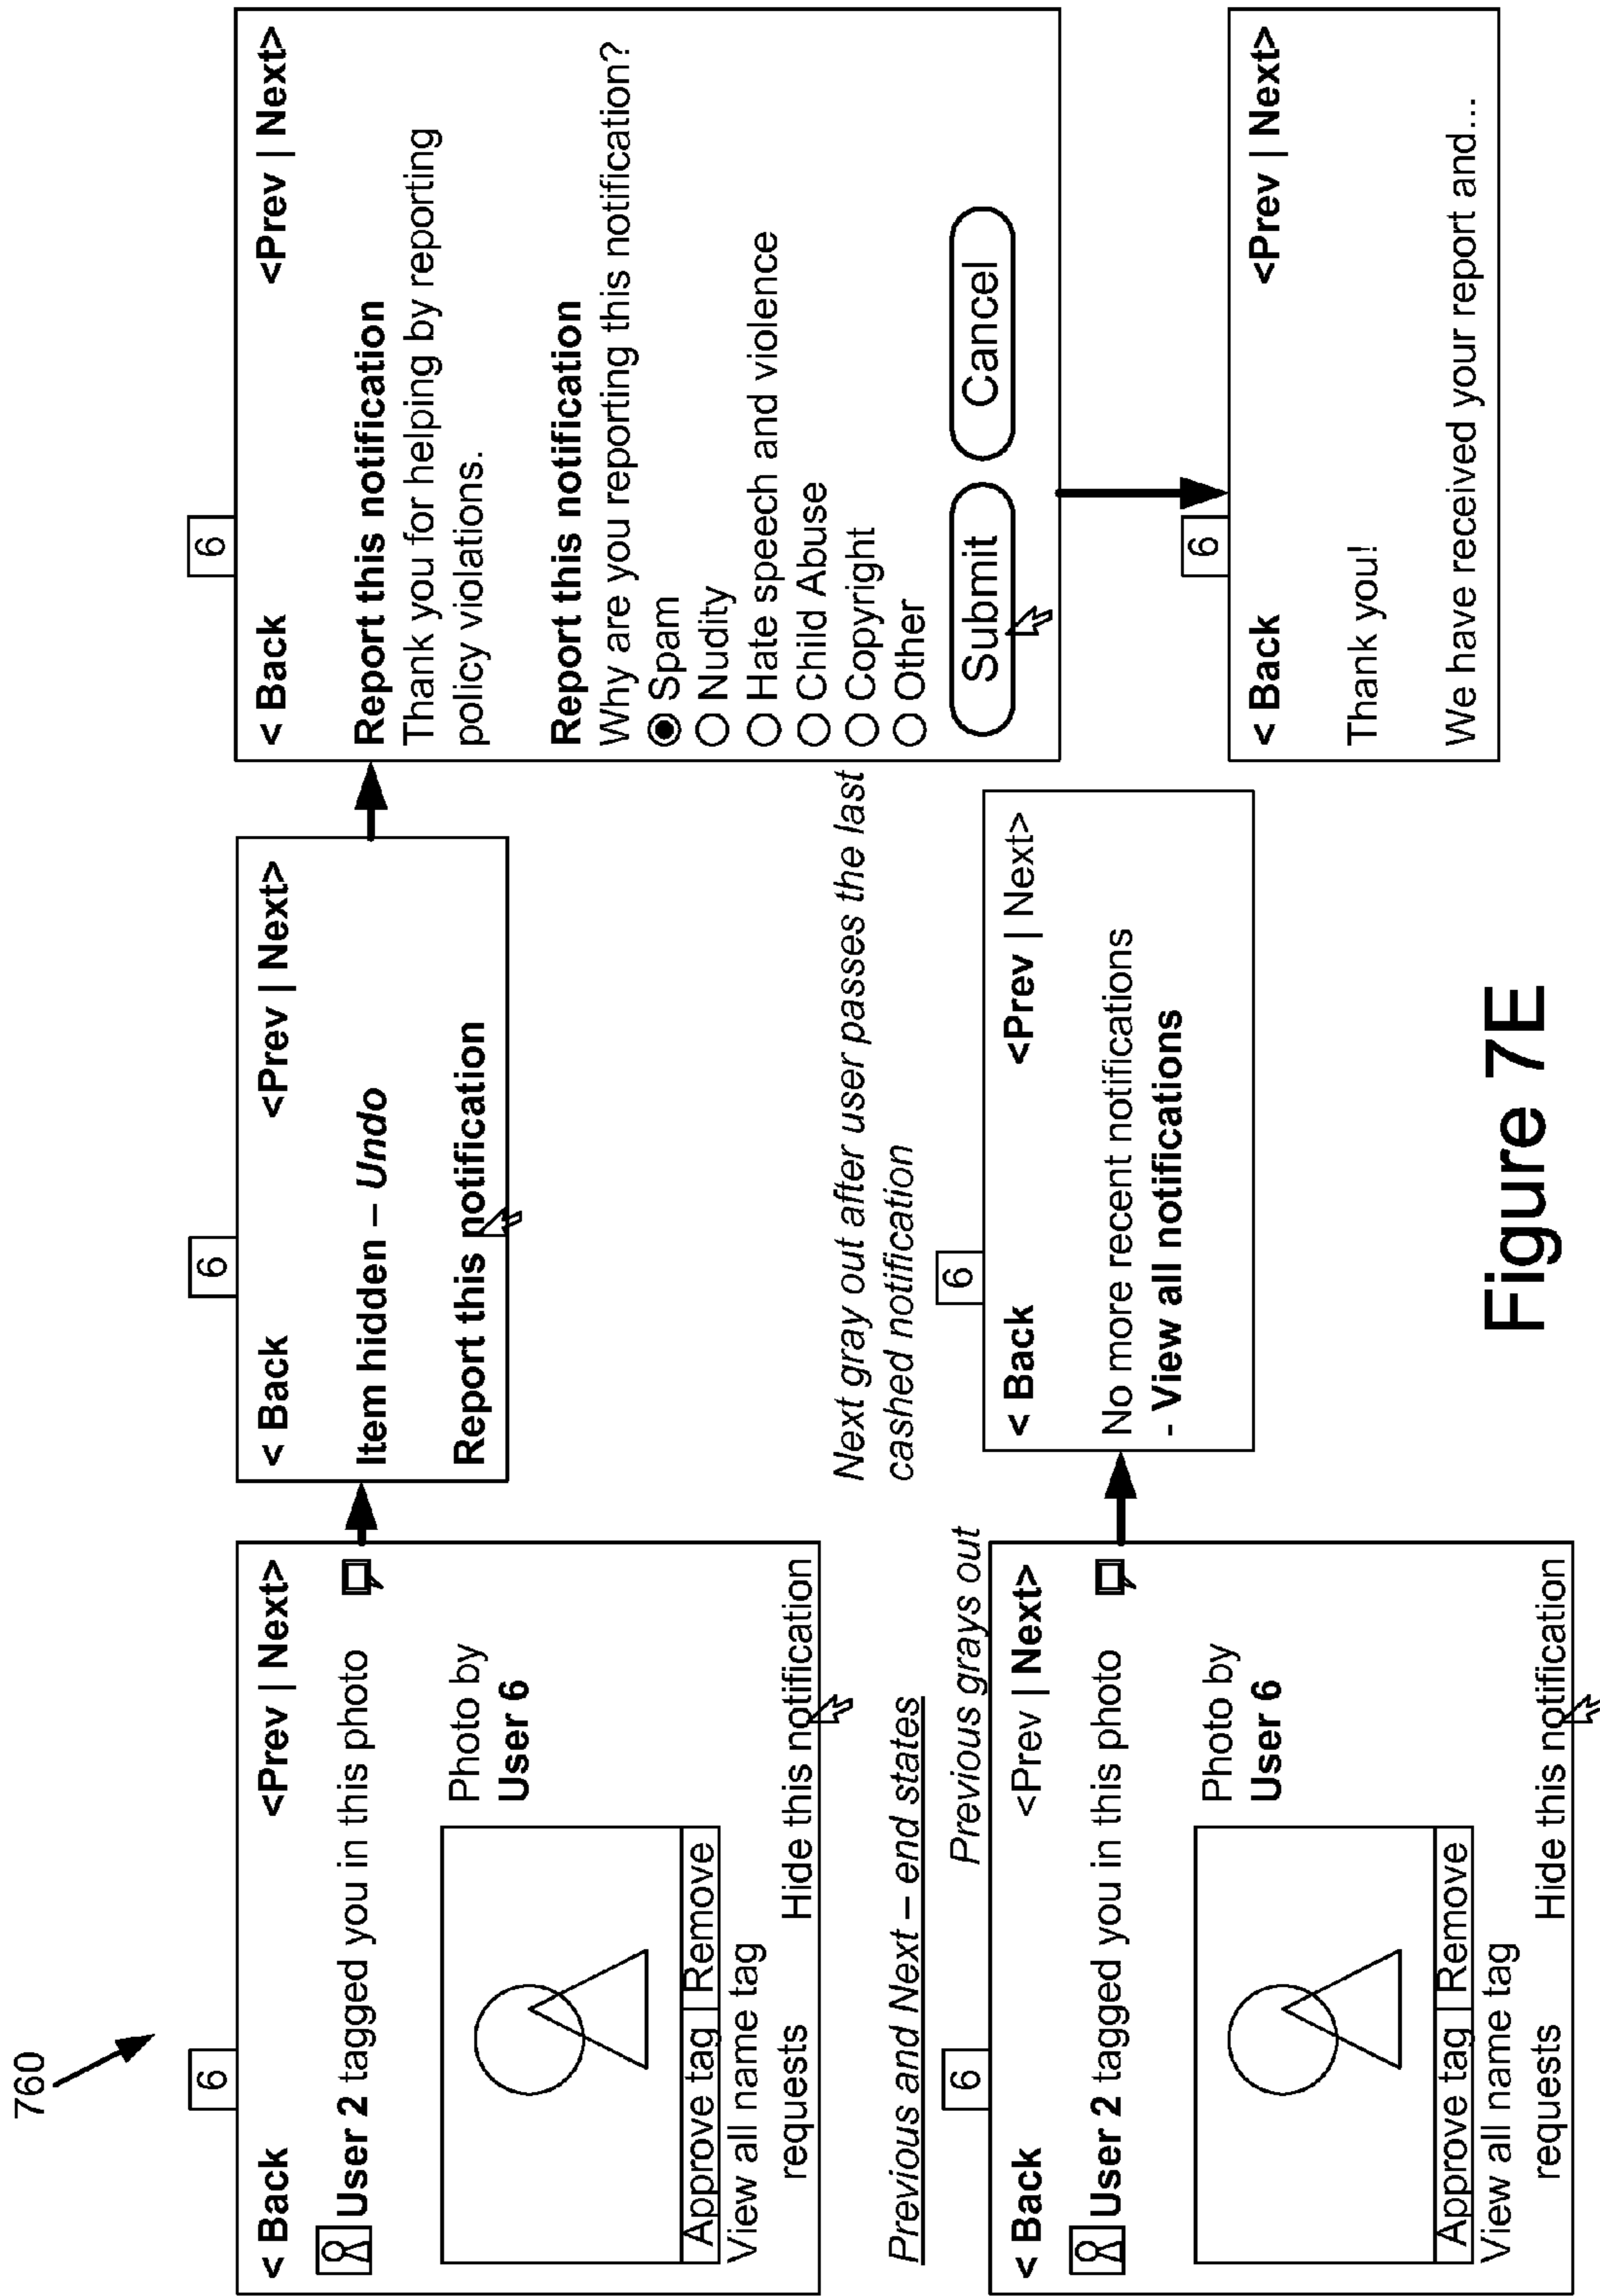 760
6
< Back <Prev | Next>
User 2 tagged you in this photo
Photo by
User 6
Approve tag | Remove
View all name tag
requests
Hide this notification
6
< Back <Prev | Next>
Item hidden – Undo
Report this notification
6
< Back <Prev | Next>
Report this notification
Thank you for helping by reporting
policy violations.
Report this notification
Why are you reporting this notification?
Spam
Nudity
Hate speech and violence
Child Abuse
Copyright
Other
Submit Cancel
Previous and Next – end states
Previous grays out
6
< Back <Prev | Next>
User 2 tagged you in this photo
Photo by
User 6
Approve tag | Remove
View all name tag
requests
Hide this notification
Next gray out after user passes the last
cashed notification
6
< Back <Prev | Next>
No more recent notifications
- View all notifications
6
< Back <Prev | Next>
Thank you!
We have received your report and...
Figure 7E